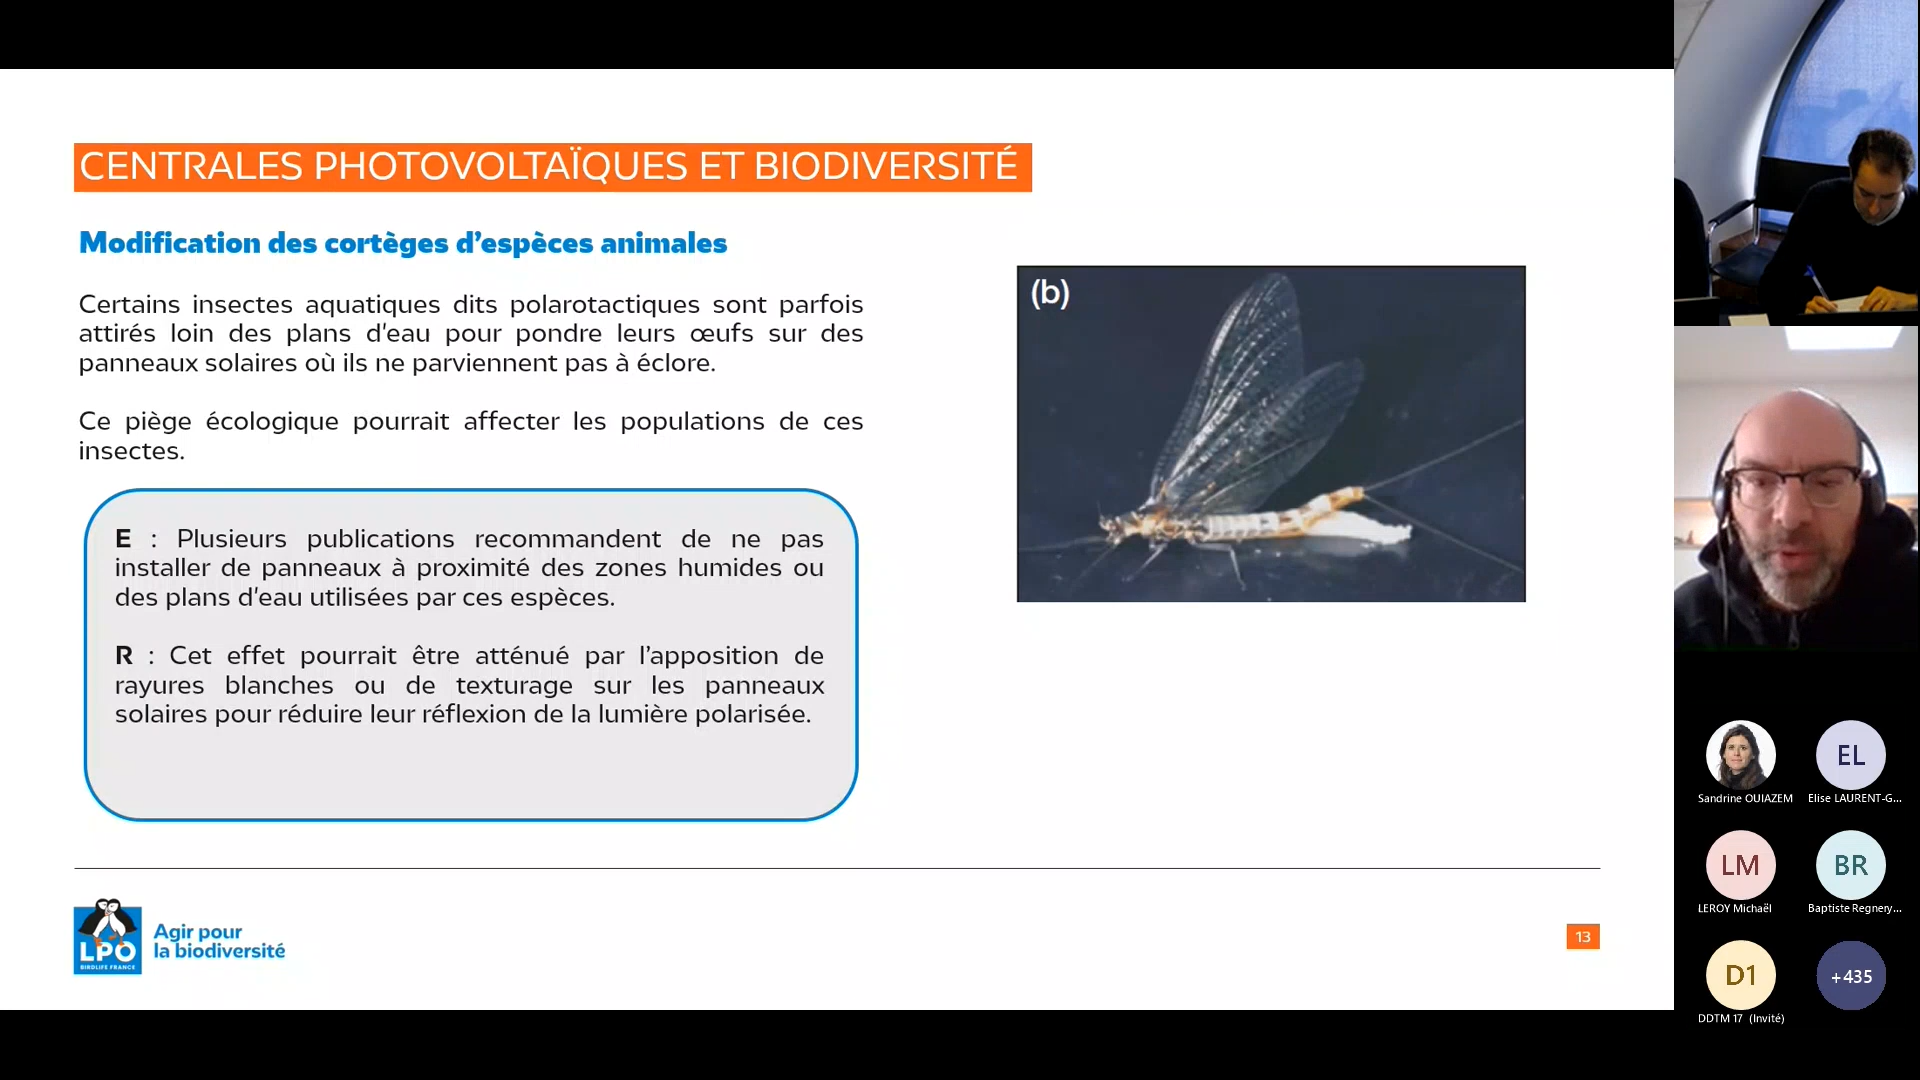 CENTRALES PHOTOVOLTAÏQUES ET BIODIVERSITÉ
Modification des cortèges d'espèces animales
Certains insectes aquatiques dits polarotactiques sont parfois
attirés loin des plans d'eau pour pondre leurs œufs sur des
panneaux solaires où ils ne parviennent pas à éclore.
Ce piège écologique pourrait affecter les populations de ces
insectes.
E : Plusieurs publications recommandent de ne pas
installer de panneaux à proximité des zones humides ou
des plans d'eau utilisées par ces espèces.
R : Cet effet pourrait être atténué par l'apposition de
rayures blanches ou de texturage sur les panneaux
solaires pour réduire leur réflexion de la lumière polarisée.
(b)
LPO
BIRDLIFE FRANCE
Agir pour
la biodiversité
13
EL
Sandrine OUIAZEM
Elise LAURENT-G...
LM
BR
LEROY Michaël
Baptiste Regnery...
D1
+435
DDTM 17 (Invité)